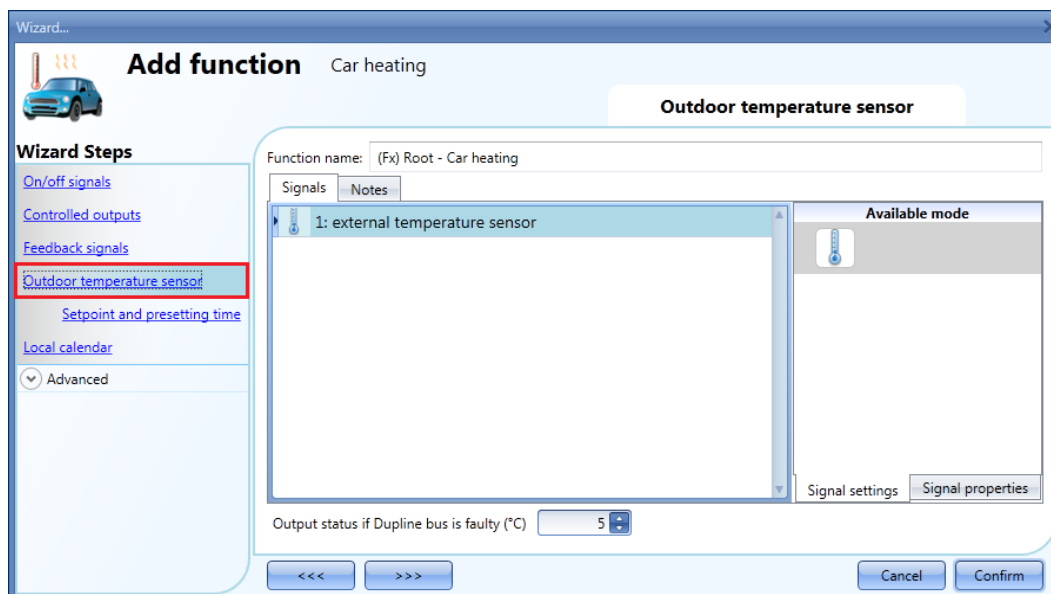 Wizard...
Add function Car heating
Outdoor temperature sensor
Wizard Steps
On/off signals
Controlled outputs
Feedback signals
Outdoor temperature sensor
Setpoint and presetting time
Local calendar
Advanced
Function name: (Fx) Root - Car heating
Signals Notes
1: external temperature sensor
Available mode
Signal settings Signal properties
Output status if Dupline bus is faulty (°C) 5
<<< >>> Cancel Confirm